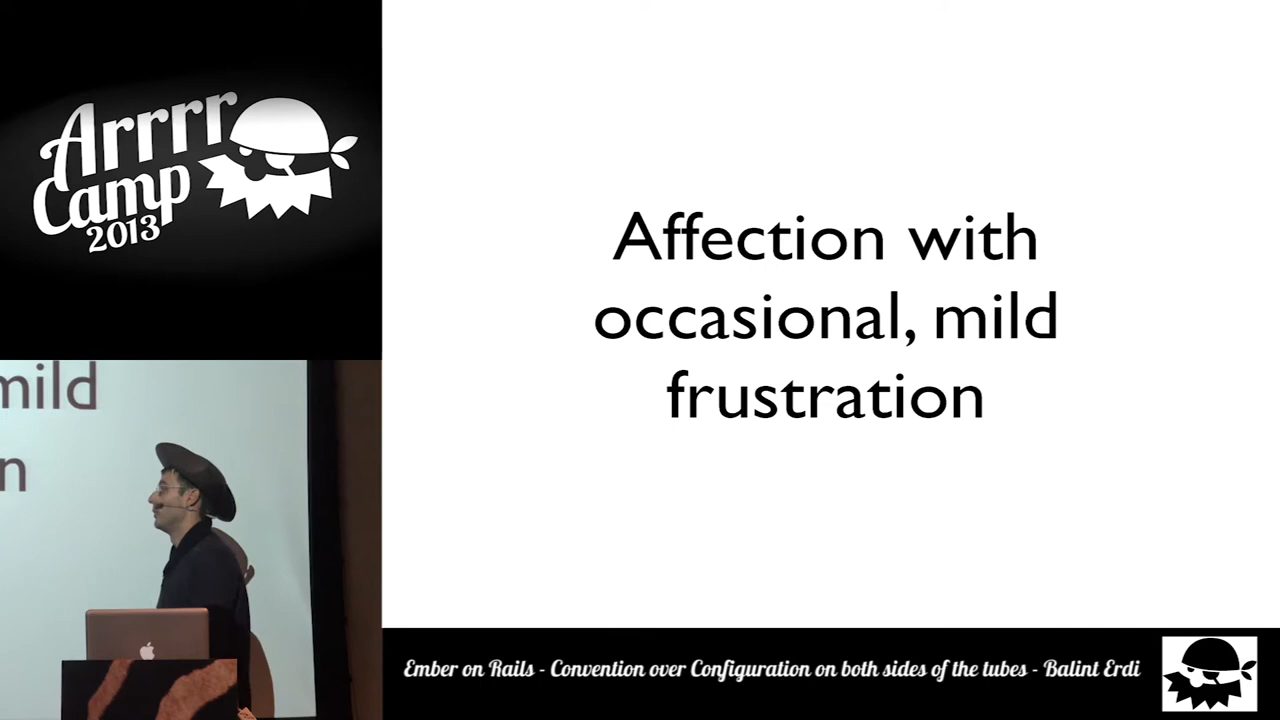 Arrrr
Camp
2013
Affection with
occasional, mild
frustration
mild
n
Ember on Rails - Convention over Configuration on both sides of the tubes - Balint Erdi